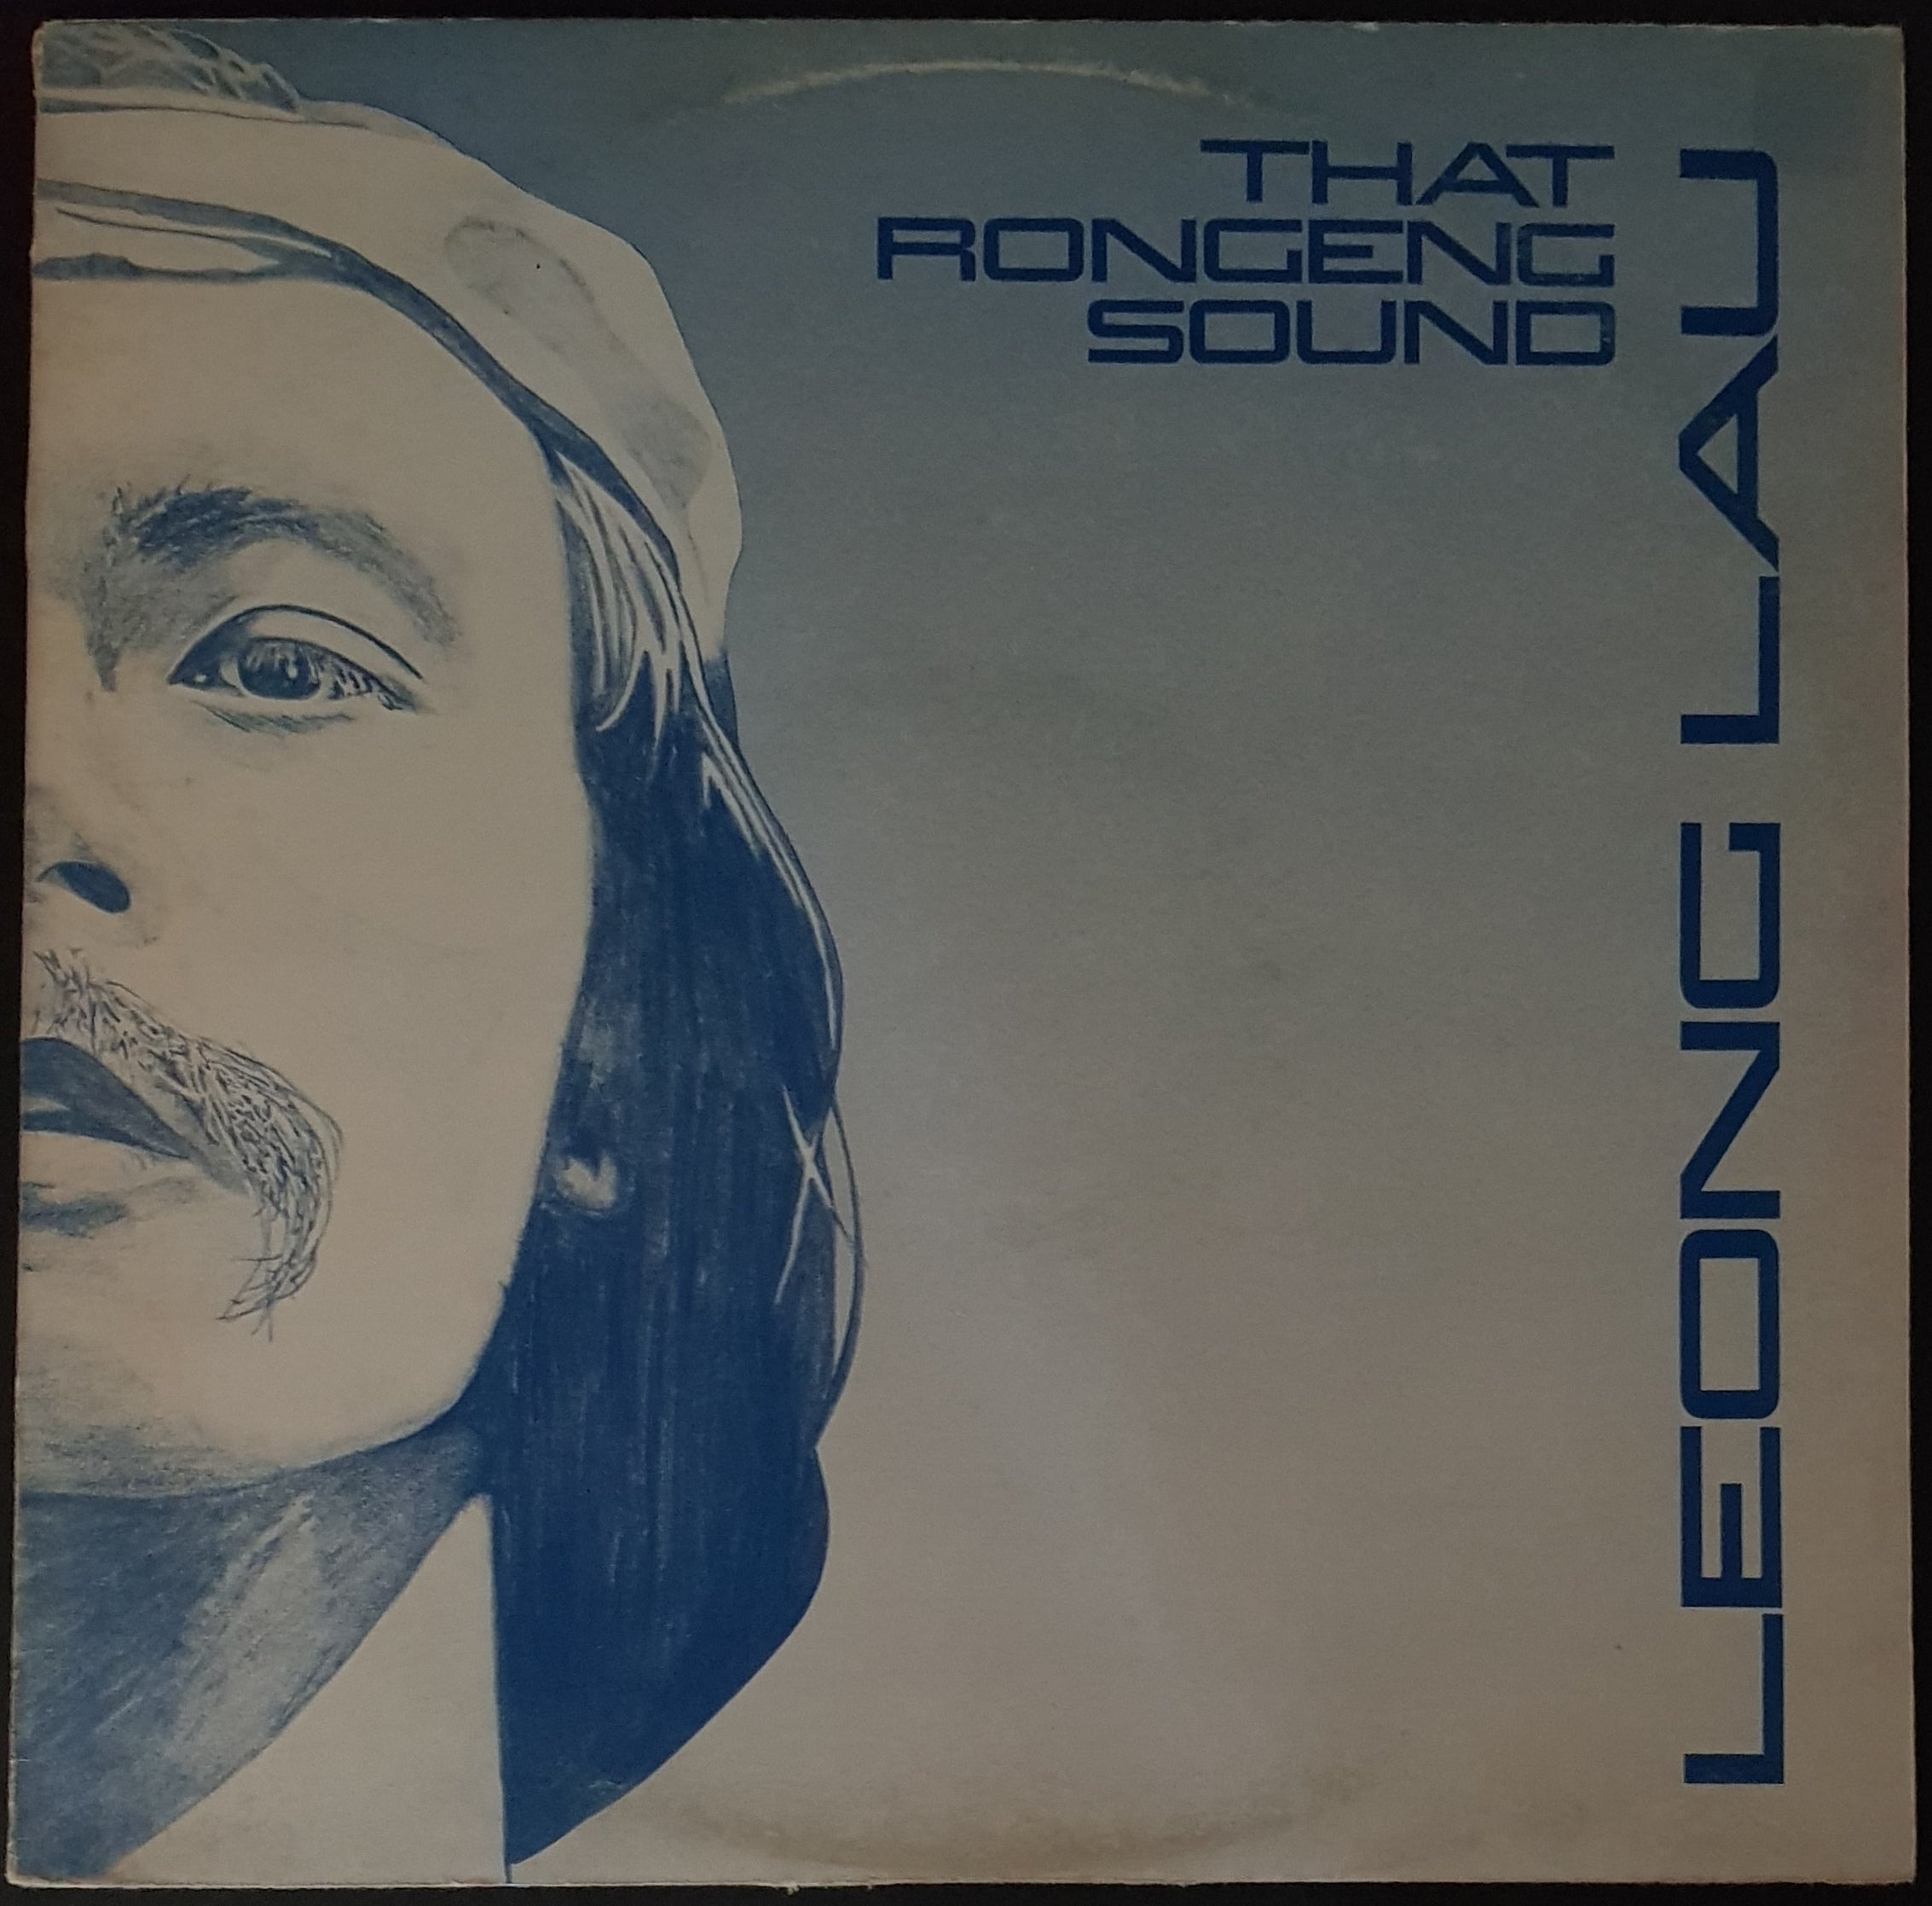 THAT
RONGENG
SOUND
LEONG LAU